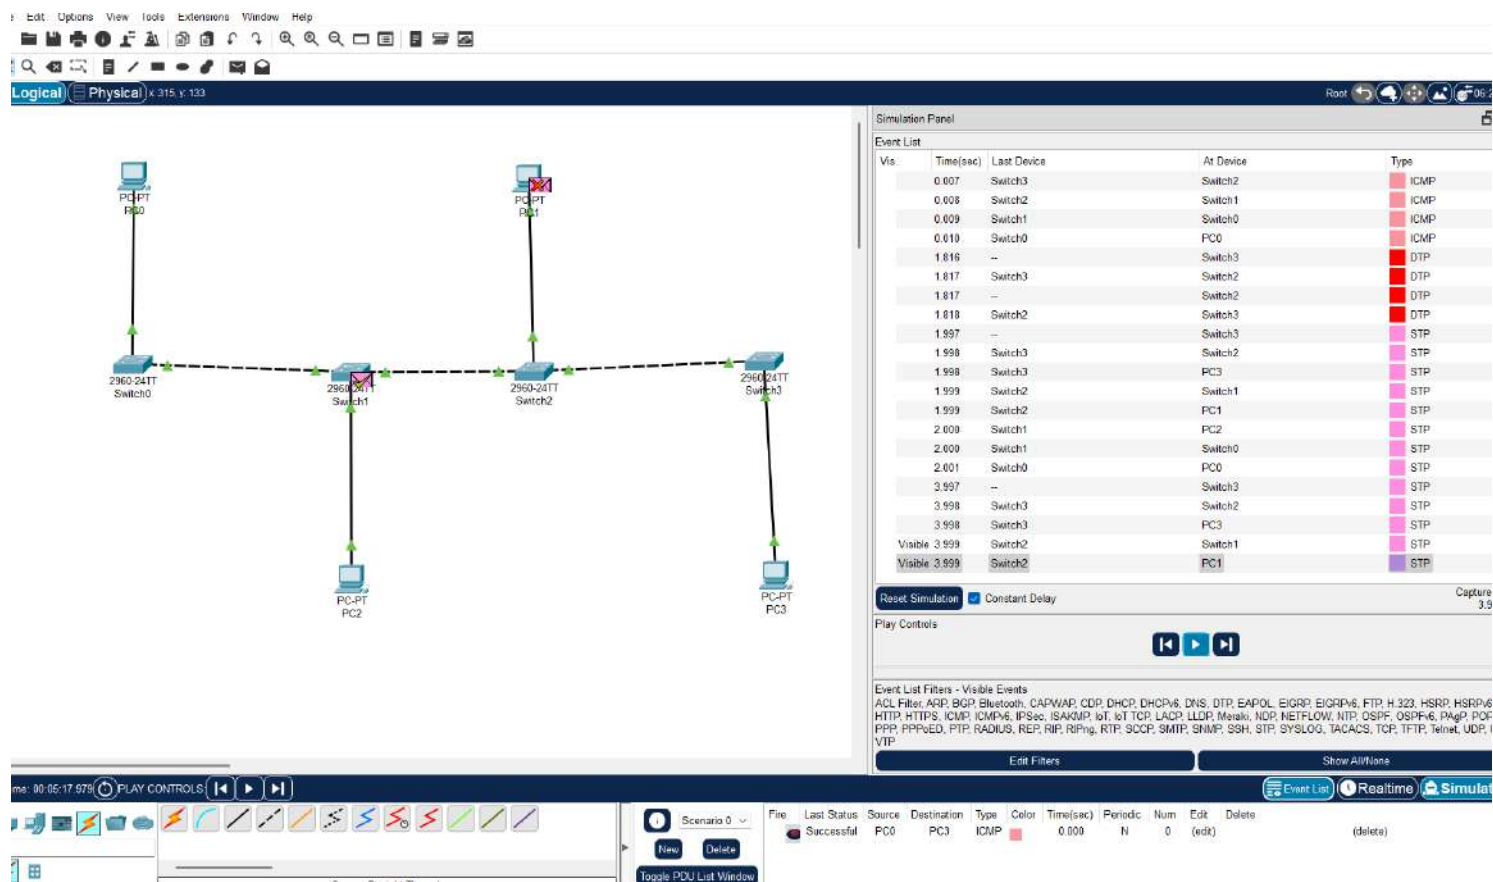 Edit Options View Tools Extensions Window Help
Logical Physical x: 315, y: 133
Root
PC-PT
PC0
PC-PT
PC1
2960-24TT
Switch0
2960-24TT
Switch1
2960-24TT
Switch2
2960-24TT
Switch3
PC-PT
PC2
PC-PT
PC3
Simulation Panel
Event List
Vis. Time(sec) Last Device At Device Type
0.007 Switch3 Switch2 ICMP
0.008 Switch2 Switch1 ICMP
0.009 Switch1 Switch0 ICMP
0.010 Switch0 PC0 ICMP
1.816 -- Switch3 DTP
1.817 Switch3 Switch2 DTP
1.817 -- Switch2 DTP
1.818 Switch2 Switch3 DTP
1.997 -- Switch3 STP
1.998 Switch3 Switch2 STP
1.998 Switch3 PC3 STP
1.999 Switch2 Switch1 STP
1.999 Switch2 PC1 STP
2.000 Switch1 PC2 STP
2.000 Switch1 Switch0 STP
2.001 Switch0 PC0 STP
3.997 -- Switch3 STP
3.998 Switch3 Switch2 STP
3.998 Switch3 PC3 STP
Visible 3.999 Switch2 Switch1 STP
Visible 3.999 Switch2 PC1 STP
Reset Simulation Constant Delay Capture
3.9
Play Controls
Event List Filters - Visible Events
ACL Filter, ARP, BGP, Bluetooth, CAPWAP, CDP, DHCP, DHCPv6, DNS, DTP, EAPOL, EIGRP, EIGRPv6, FTP, H.323, HSRP, HSRPv6
HTTP, HTTPS, ICMP, ICMPv6, IPSec, ISAKMP, IoT, IoT TCP, LACP, LLDP, Meraki, NDP, NETFLOW, NTP, OSPF, OSPFv6, PAgP, POP
PPP, PPPoED, PTP, RADIUS, REP, RIP, RIPng, RTP, SCCP, SMTP, SNMP, SSH, STP, SYSLOG, TACACS, TCP, TFTP, Telnet, UDP,
VTP
Edit Filters Show All/None
me: 00:05:17.979 PLAY CONTROLS:
Event List Realtime Simulat
Scenario 0
New Delete
Toggle PDU List Window
Fire Last Status Source Destination Type Color Time(sec) Periodic Num Edit Delete
Successful PC0 PC3 ICMP 0.000 N 0 (edit) (delete)